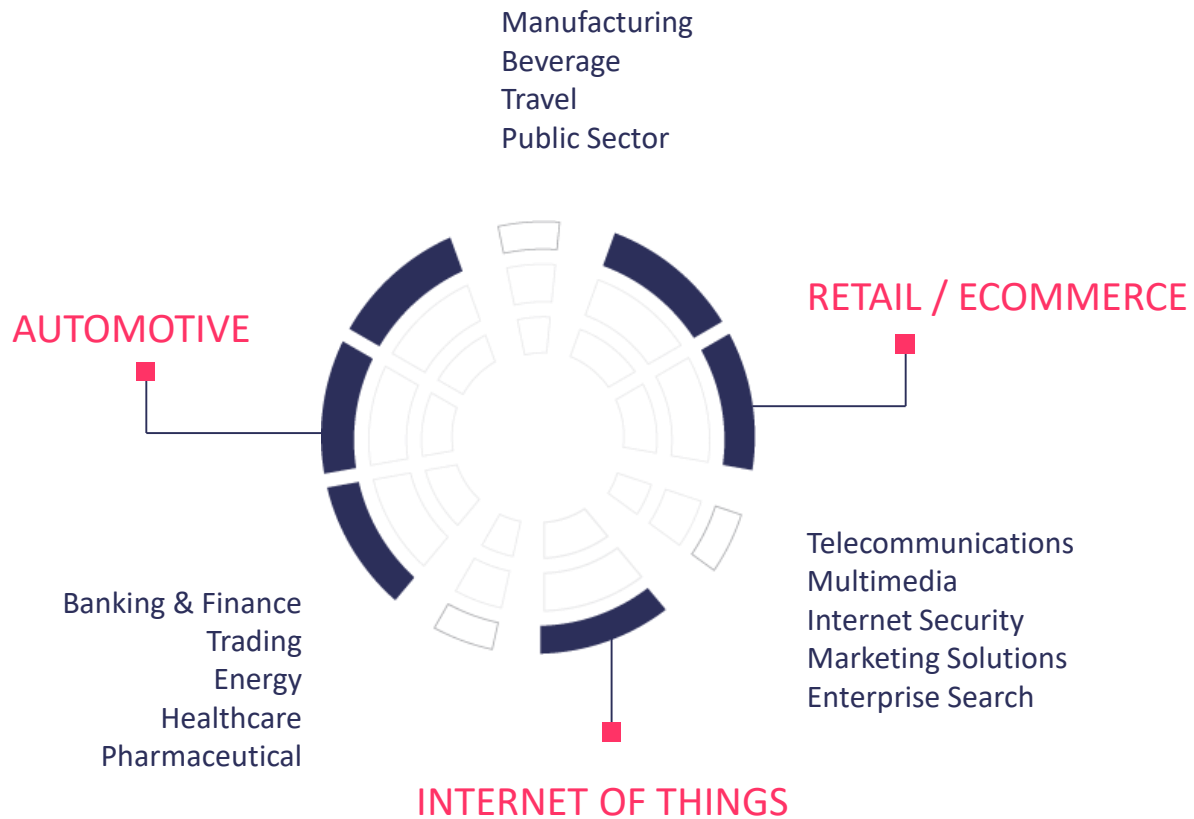 Manufacturing
Beverage
Travel
Public Sector
RETAIL / ECOMMERCE
AUTOMOTIVE
Telecommunications
Multimedia
Internet Security
Marketing Solutions
Enterprise Search
Banking & Finance
Trading
Energy
Healthcare
Pharmaceutical
INTERNET OF THINGS